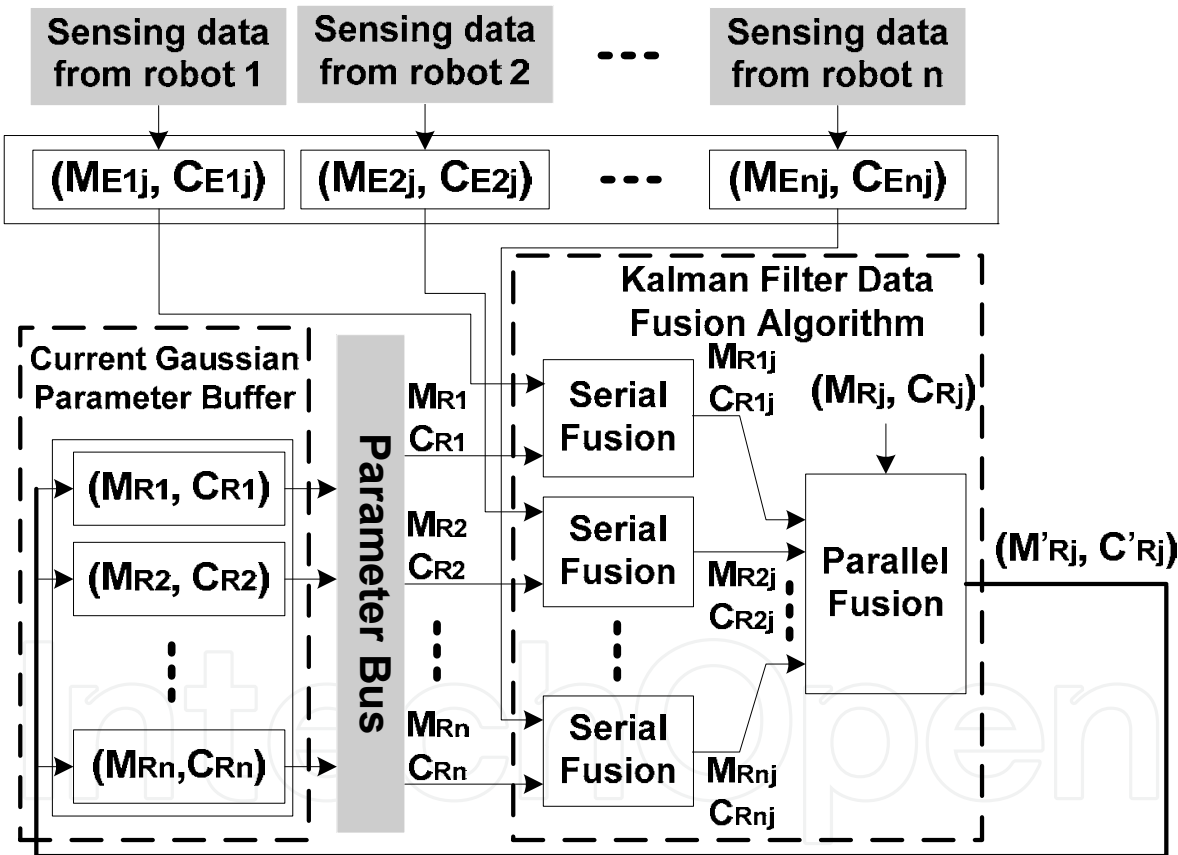 Sensing data
from robot 1
Sensing data
from robot 2
Sensing data
from robot n
(ME1j, CE1j)
(ME2j, CE2j)
(MEnj, CEnj)
Kalman Filter Data
Fusion Algorithm
Current Gaussian
Parameter Buffer
(MR1, CR1)
(MR2, CR2)
(MRn,CRn)
Parameter Bus
MR1
CR1
MR2
CR2
MRn
CRn
Serial
Fusion
Serial
Fusion
Serial
Fusion
MR1j
CR1j
MR2j
CR2j
MRnj
CRnj
(MRj, CRj)
Parallel
Fusion
(M'Rj, C'Rj)
IntechOpen